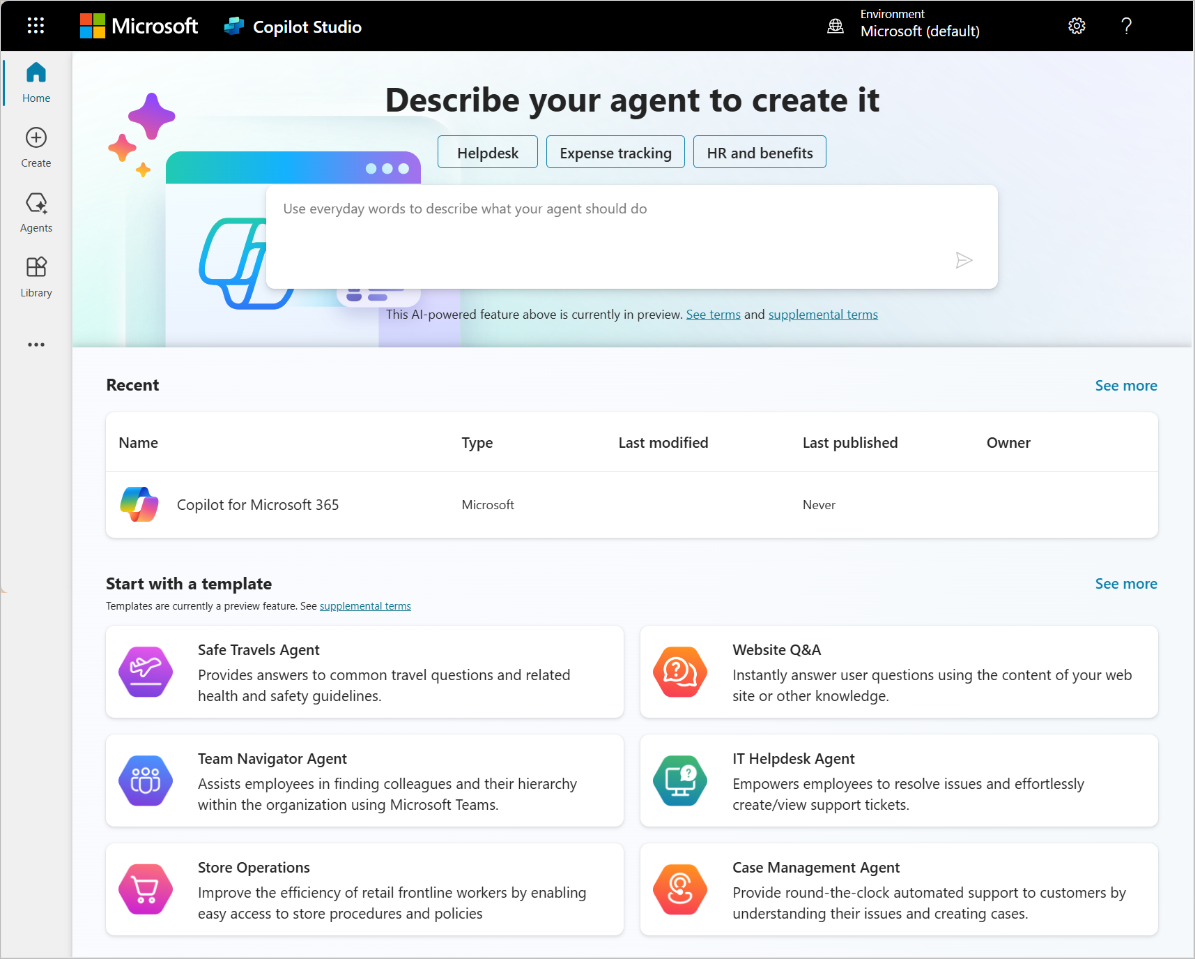 Microsoft Copilot Studio
Environment
Microsoft (default)
?
Home
Create
Agents
Library
Describe your agent to create it
Helpdesk Expense tracking HR and benefits
Use everyday words to describe what your agent should do
This AI-powered feature above is currently in preview. See terms and supplemental terms
Recent See more
Name Type Last modified Last published Owner
Copilot for Microsoft 365 Microsoft Never
Start with a template See more
Templates are currently a preview feature. See supplemental terms
Safe Travels Agent
Provides answers to common travel questions and related
health and safety guidelines.
Website Q&A
Instantly answer user questions using the content of your web
site or other knowledge.
Team Navigator Agent
Assists employees in finding colleagues and their hierarchy
within the organization using Microsoft Teams.
IT Helpdesk Agent
Empowers employees to resolve issues and effortlessly
create/view support tickets.
Store Operations
Improve the efficiency of retail frontline workers by enabling
easy access to store procedures and policies
Case Management Agent
Provide round-the-clock automated support to customers by
understanding their issues and creating cases.